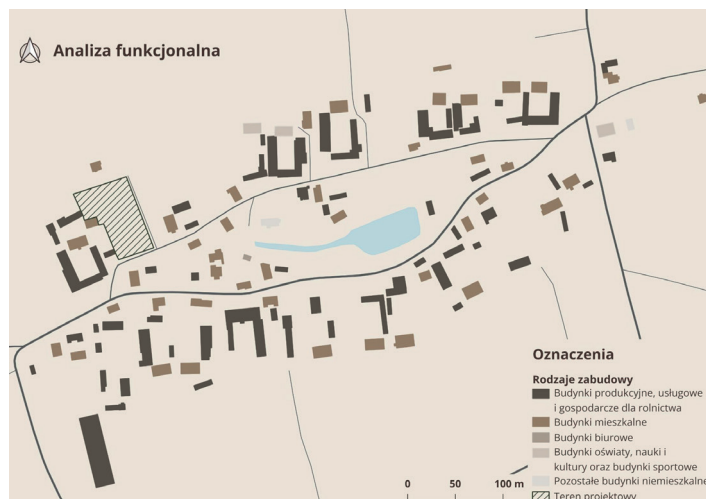 Analiza funkcjonalna
Oznaczenia
Rodzaje zabudowy
Budynki produkcyjne, usługowe
i gospodarcze dla rolnictwa
Budynki mieszkalne
Budynki biurowe
Budynki oświaty, nauki i
kultury oraz budynki sportowe
Pozostałe budynki niemieszkalne
Teren projektowy
0 50 100 m